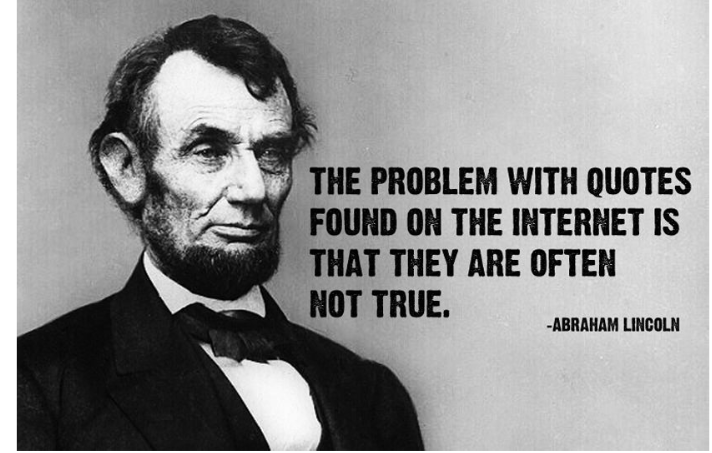 THE PROBLEM WITH QUOTES
FOUND ON THE INTERNET IS
THAT THEY ARE OFTEN
NOT TRUE.
-ABRAHAM LINCOLN